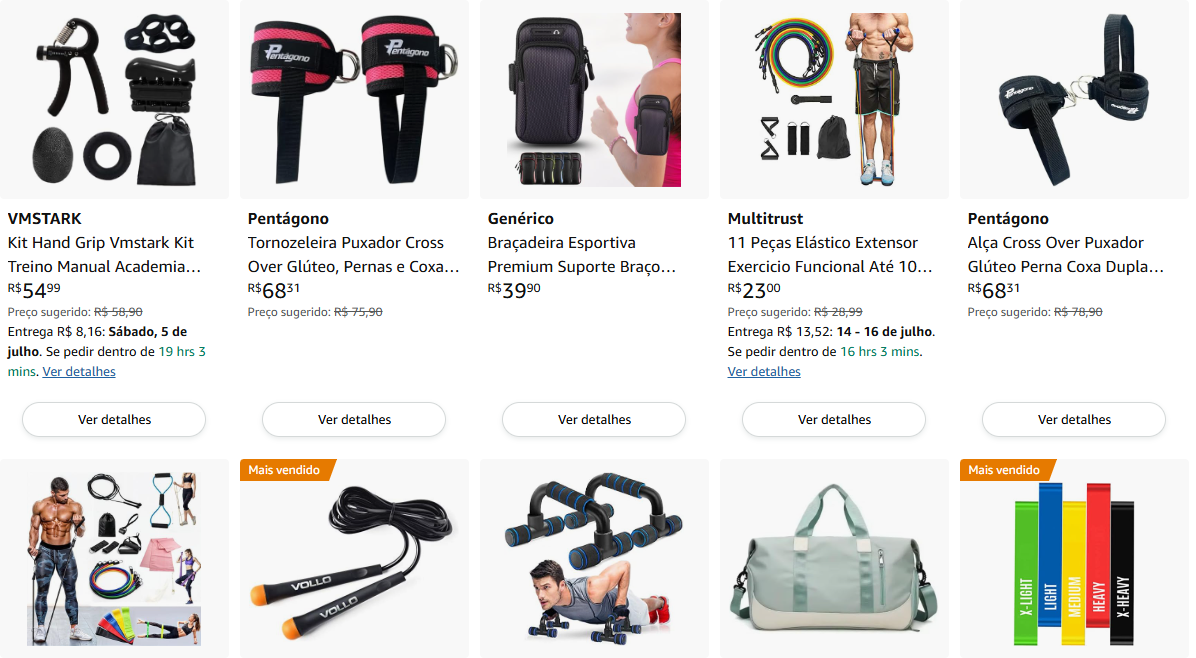 Pentágono
Pentágono
Pentágono
VMSTARK
Kit Hand Grip Vmstark Kit
Treino Manual Academia...
R$5499
Preço sugerido: R$ 58,90
Entrega R$ 8,16: Sábado, 5 de
julho. Se pedir dentro de 19 hrs 3
mins. Ver detalhes
Ver detalhes
Pentágono
Tornozeleira Puxador Cross
Over Glúteo, Pernas e Coxa...
R$6831
Preço sugerido: R$ 75,90
Ver detalhes
Genérico
Braçadeira Esportiva
Premium Suporte Braço...
R$3990
Ver detalhes
Multitrust
11 Peças Elástico Extensor
Exercicio Funcional Até 10...
R$2300
Preço sugerido: R$ 28,99
Entrega R$ 13,52: 14 - 16 de julho.
Se pedir dentro de 16 hrs 3 mins.
Ver detalhes
Ver detalhes
Pentágono
Alça Cross Over Puxador
Glúteo Perna Coxa Dupla...
R$6831
Preço sugerido: R$ 78,90
Ver detalhes
Mais vendido
VOLLO
VOLLO
Mais vendido
X-LIGHT
LIGHT
MEDIUM
HEAVY
X-HEAVY